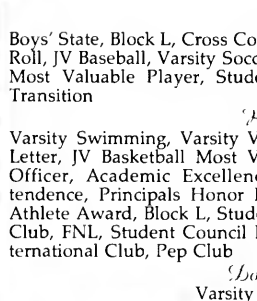 Boys' State, Block L, Cross Co
Roll, JV Baseball, Varsity Socc
Most Valuable Player, Stude
Transition
Varsity Swimming, Varsity V
Letter, JV Basketball Most V
Officer, Academic Excellenc
tendence, Principals Honor 
Athlete Award, Block L, Stud
Club, FNL, Student Council 
ternational Club, Pep Club
Varsity